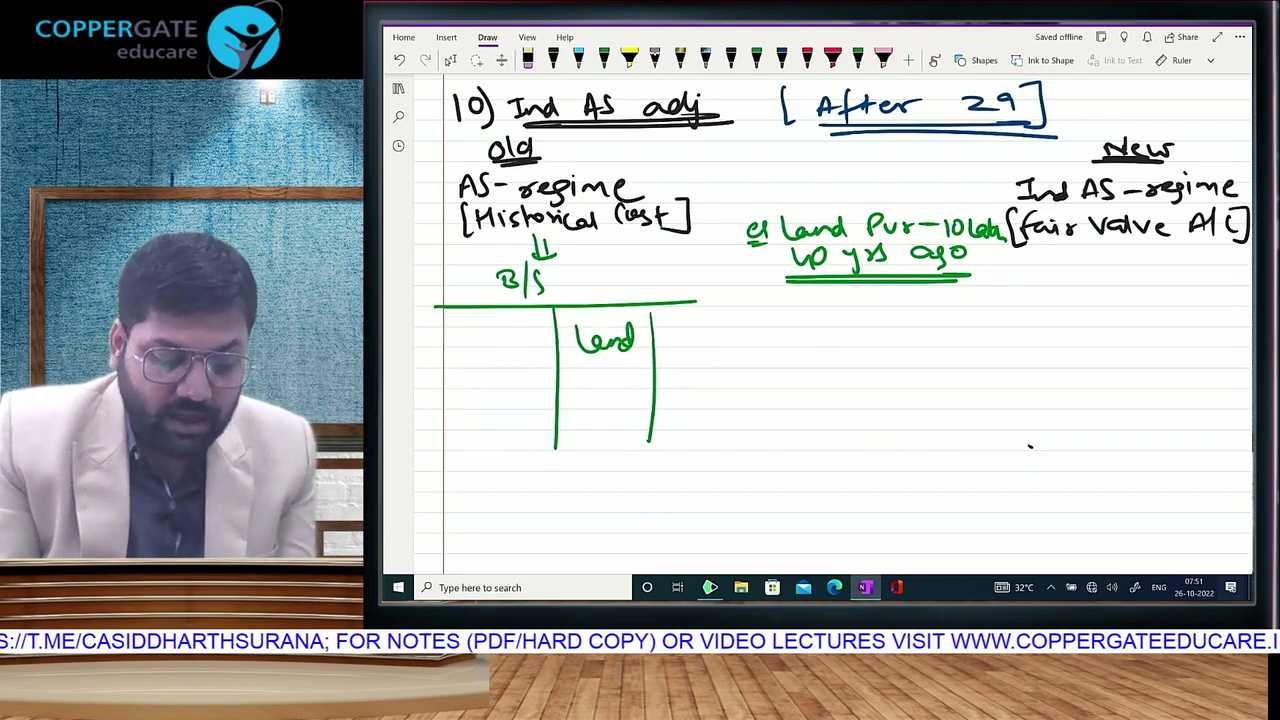 COPPERGATE
educare
Home Insert Draw View Help
Saved offline
Share
Shapes
Ink to Shape
Ink to Text
Ruler
10) Ind AS adj [After 29]
Old
New
AS-regime
[Historical Cost]
Ind AS-regime
[Fair Value A/C]
Land Pur-10
yrs ago
B/S
Land
Type here to search
32°C
ENG
07:51
26-10-2022
S://T.ME/CASIDDHARTHSURANA; FOR NOTES (PDF/HARD COPY) OR VIDEO LECTURES VISIT WWW.COPPERGATEEDUCARE.I